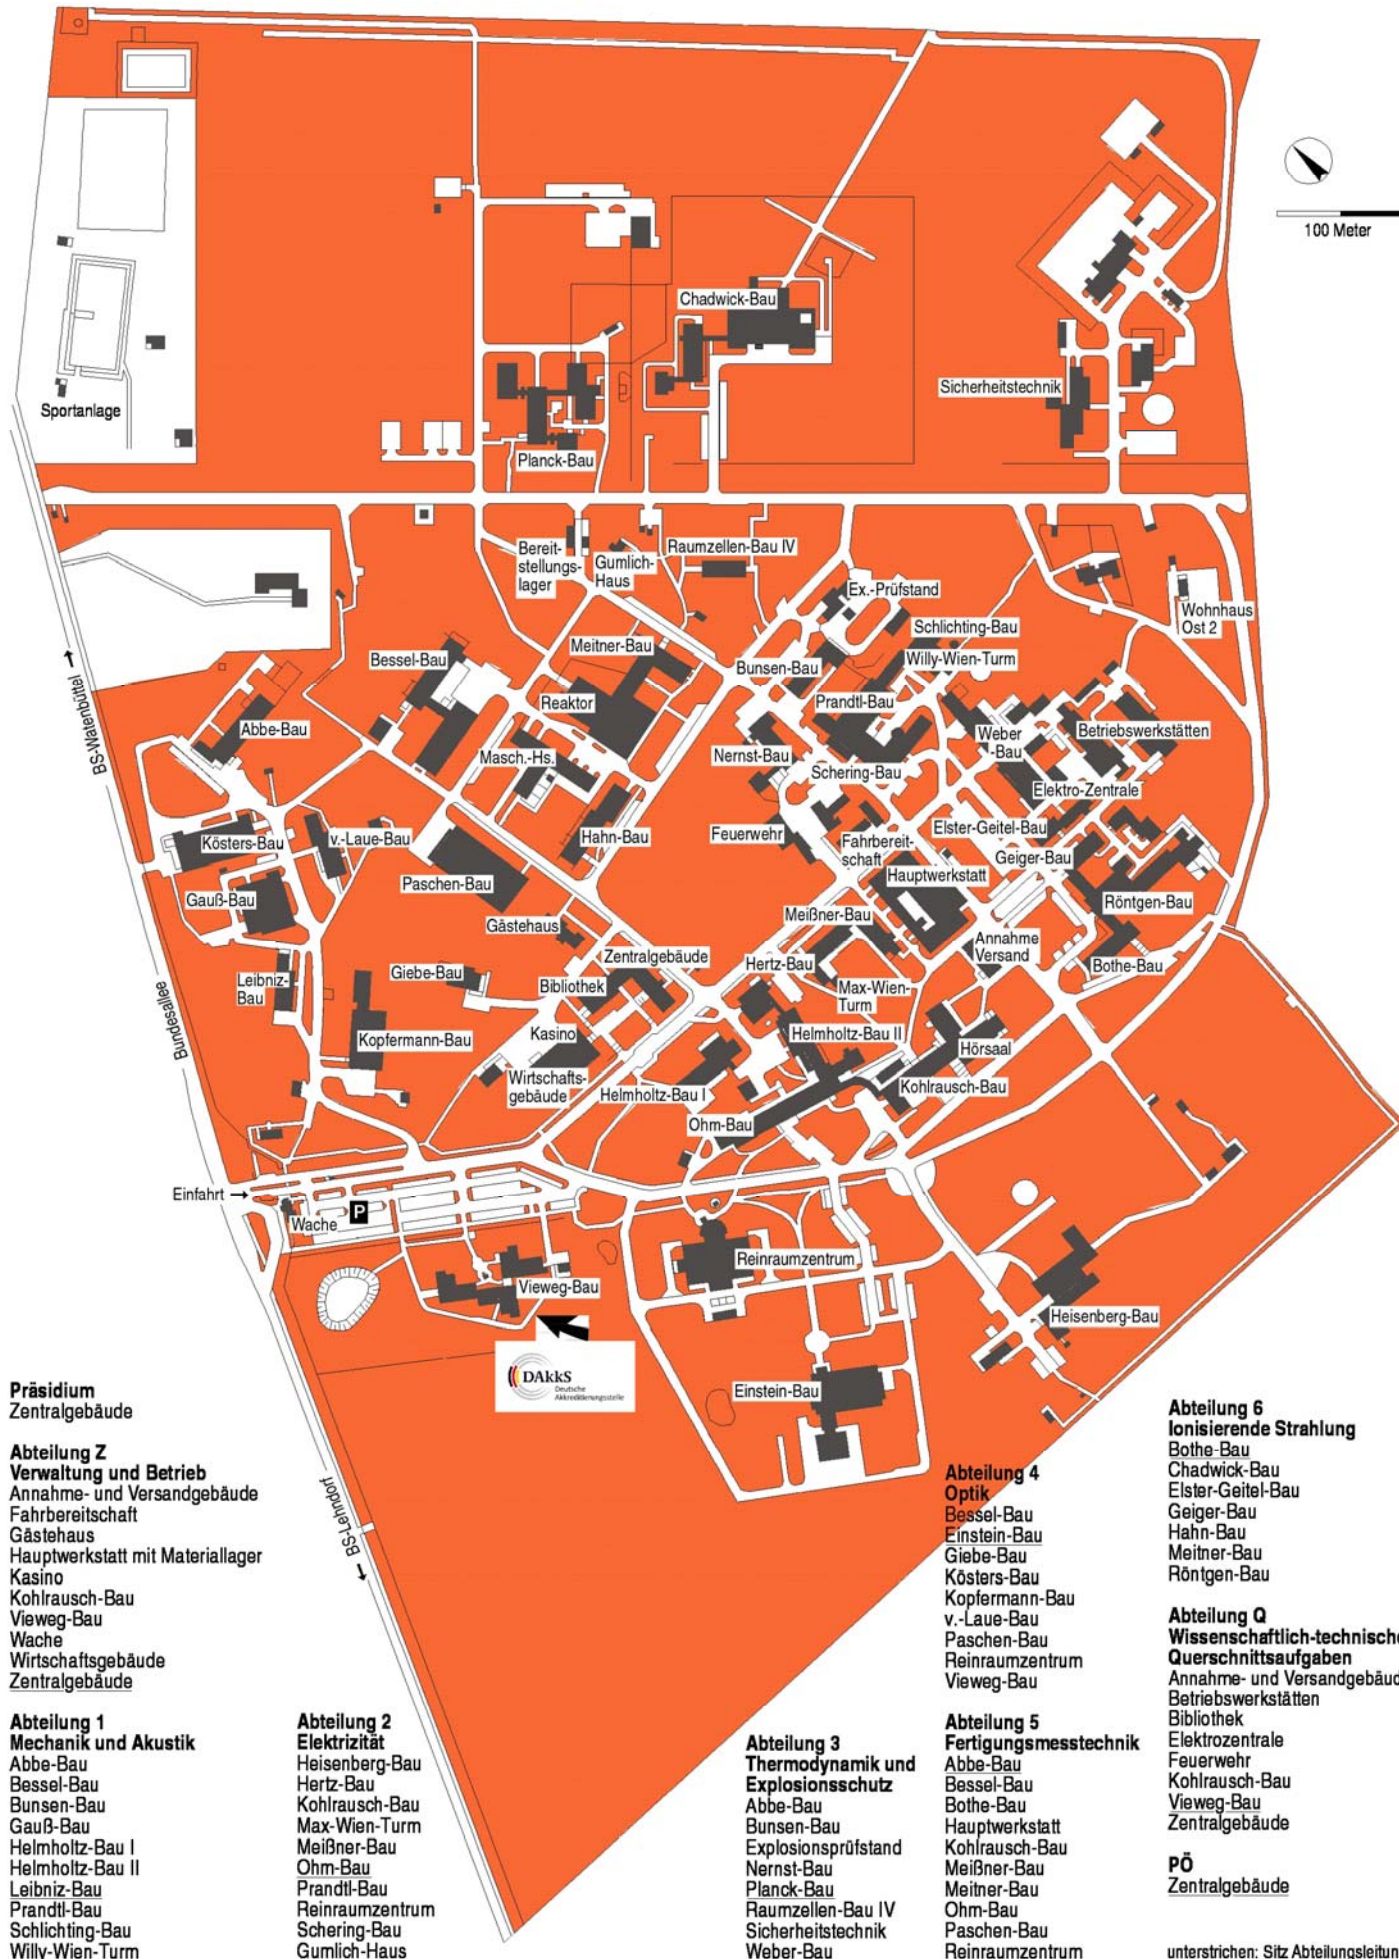 100 Meter
Chadwick-Bau
Sicherheitstechnik
Sportanlage
Planck-Bau
Bereit-
stellungs-
lager
Gumlich-
Haus
Raumzellen-Bau IV
Ex.-Prüfstand
Wohnhaus
Ost 2
Schlichting-Bau
Meitner-Bau
Bessel-Bau
Bunsen-Bau
Willy-Wien-Turm
BS-Watenbüttel
Reaktor
Prandtl-Bau
Abbe-Bau
Weber
-Bau
Betriebswerkstätten
Masch.-Hs.
Nernst-Bau
Schering-Bau
Elektro-Zentrale
Kösters-Bau
v.-Laue-Bau
Hahn-Bau
Feuerwehr
Fahrbereit-
schaft
Elster-Geitel-Bau
Geiger-Bau
Paschen-Bau
Hauptwerkstatt
Gauß-Bau
Röntgen-Bau
Gästehaus
Meißner-Bau
Annahme
Versand
Zentralgebäude
Hertz-Bau
Bothe-Bau
Leibniz-
Bau
Giebe-Bau
Bibliothek
Max-Wien-
Turm
Bundesallee
Kopfermann-Bau
Kasino
Helmholtz-Bau II
Hörsaal
Wirtschafts-
gebäude
Helmholtz-Bau I
Kohlrausch-Bau
Ohm-Bau
Einfahrt →
Wache
P
Reinraumzentrum
Vieweg-Bau
Heisenberg-Bau
DAkkS
Deutsche
Akkreditierungsstelle
Einstein-Bau
BS-Lehndorf
Präsidium
Zentralgebäude
Abteilung Z
Verwaltung und Betrieb
Annahme- und Versandgebäude
Fahrbereitschaft
Gästehaus
Hauptwerkstatt mit Materiallager
Kasino
Kohlrausch-Bau
Vieweg-Bau
Wache
Wirtschaftsgebäude
Zentralgebäude
Abteilung 1
Mechanik und Akustik
Abbe-Bau
Bessel-Bau
Bunsen-Bau
Gauß-Bau
Helmholtz-Bau I
Helmholtz-Bau II
Leibniz-Bau
Prandtl-Bau
Schlichting-Bau
Willy-Wien-Turm
Abteilung 2
Elektrizität
Heisenberg-Bau
Hertz-Bau
Kohlrausch-Bau
Max-Wien-Turm
Meißner-Bau
Ohm-Bau
Prandtl-Bau
Reinraumzentrum
Schering-Bau
Gumlich-Haus
Abteilung 3
Thermodynamik und
Explosionsschutz
Abbe-Bau
Bunsen-Bau
Explosionsprüfstand
Nernst-Bau
Planck-Bau
Raumzellen-Bau IV
Sicherheitstechnik
Weber-Bau
Abteilung 4
Optik
Bessel-Bau
Einstein-Bau
Giebe-Bau
Kösters-Bau
Kopfermann-Bau
v.-Laue-Bau
Paschen-Bau
Reinraumzentrum
Vieweg-Bau
Abteilung 5
Fertigungsmesstechnik
Abbe-Bau
Bessel-Bau
Bothe-Bau
Hauptwerkstatt
Kohlrausch-Bau
Meißner-Bau
Meitner-Bau
Ohm-Bau
Paschen-Bau
Reinraumzentrum
Abteilung 6
Ionisierende Strahlung
Bothe-Bau
Chadwick-Bau
Elster-Geitel-Bau
Geiger-Bau
Hahn-Bau
Meitner-Bau
Röntgen-Bau
Abteilung Q
Wissenschaftlich-technische
Querschnittsaufgaben
Annahme- und Versandgebäud
Betriebswerkstätten
Bibliothek
Elektrozentrale
Feuerwehr
Kohlrausch-Bau
Vieweg-Bau
Zentralgebäude
PÖ
Zentralgebäude
unterstrichen: Sitz Abteilungsleitun